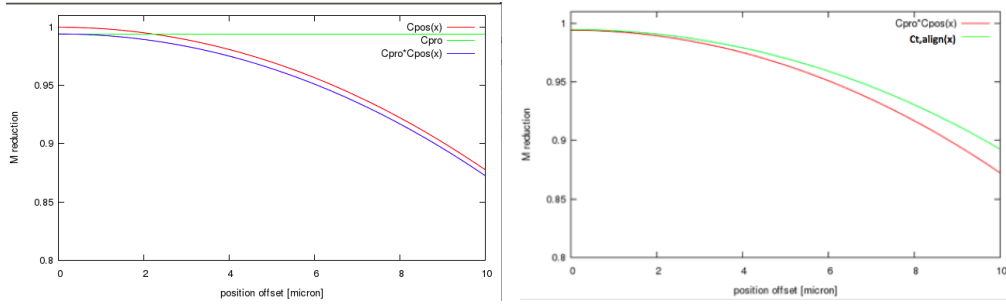 Cpos(x)
Cpro
Cpro*Cpos(x)
M reduction
1
0.95
0.9
0.85
0.8
0 2 4 6 8 10
position offset [micron]
Cpro*Cpos(x)
Ct,align(x)
M reduction
1
0.95
0.9
0.85
0.8
0 2 4 6 8 10
position offset [micron]